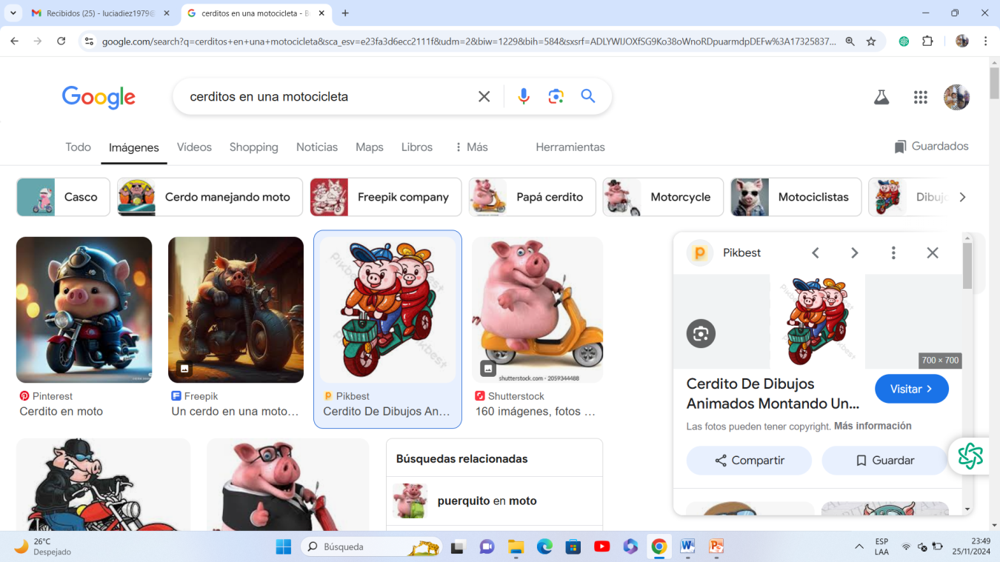 Recibidos (25) - luciadiez1979@
cerditos en una motocicleta - B
google.com/search?q=cerditos+en+una+motocicleta&sca_esv=e23fa3d6ecc2111f&udm=2&biw=1229&bih=584&sxsrf=ADLYWIJOXfSG9Ko38oWnoRDpuarmdpDEFw%3A17325837...
Google
cerditos en una motocicleta
Todo
Imágenes
Videos
Shopping
Noticias
Maps
Libros
Más
Herramientas
Guardados
Casco
Cerdo manejando moto
Freepik company
Papá cerdito
Motorcycle
Motociclistas
Dibuj
Pinterest
Cerdito en moto
Freepik
Un cerdo en una moto…
Pikbest
Pikbest
Pikbest
Cerdito De Dibujos An…
shutterstock.com · 2059344488
Shutterstock
160 imágenes, fotos …
Búsquedas relacionadas
puerquito en moto
P Pikbest
700 × 700
Cerdito De Dibujos
Animados Montando Un...
Visitar
Las fotos pueden tener copyright. Más información
Compartir
Guardar
26°C
Despejado
Búsqueda
ESP
LAA
23:49
25/11/2024